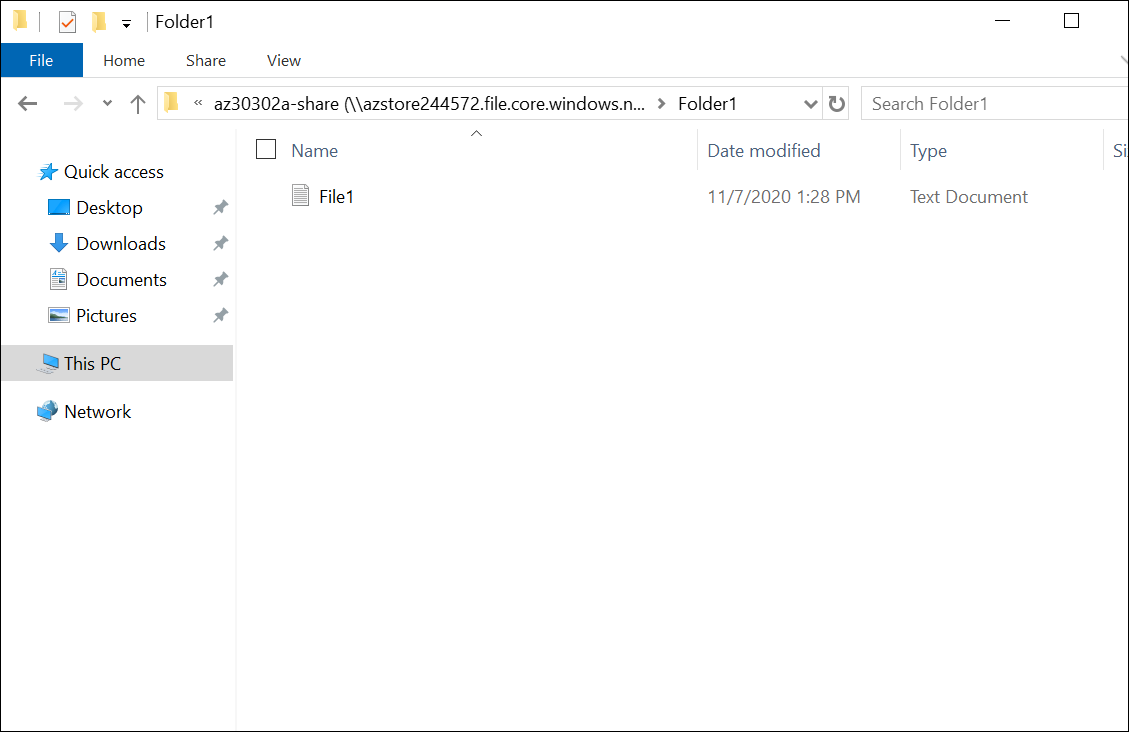 Folder1
File Home Share View
« az30302a-share (\\azstore244572.file.core.windows.n... > Folder1 Search Folder1
Name Date modified Type Si
Quick access
File1 11/7/2020 1:28 PM Text Document
Desktop
Downloads
Documents
Pictures
This PC
Network